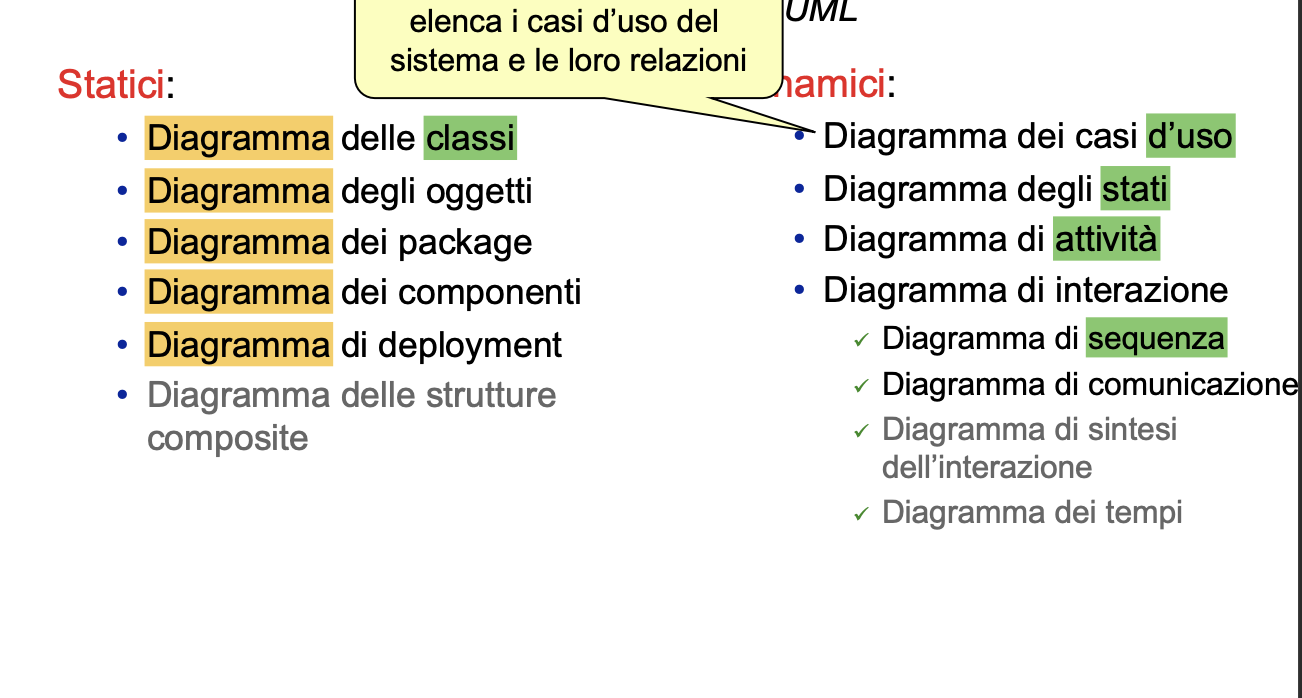 UML
elenca i casi d’uso del
sistema e le loro relazioni
Statici:
• Diagramma delle classi
• Diagramma degli oggetti
• Diagramma dei package
• Diagramma dei componenti
• Diagramma di deployment
• Diagramma delle strutture
composite
namici:
• Diagramma dei casi d’uso
• Diagramma degli stati
• Diagramma di attività
• Diagramma di interazione
✓ Diagramma di sequenza
✓ Diagramma di comunicazione
✓ Diagramma di sintesi
dell’interazione
✓ Diagramma dei tempi